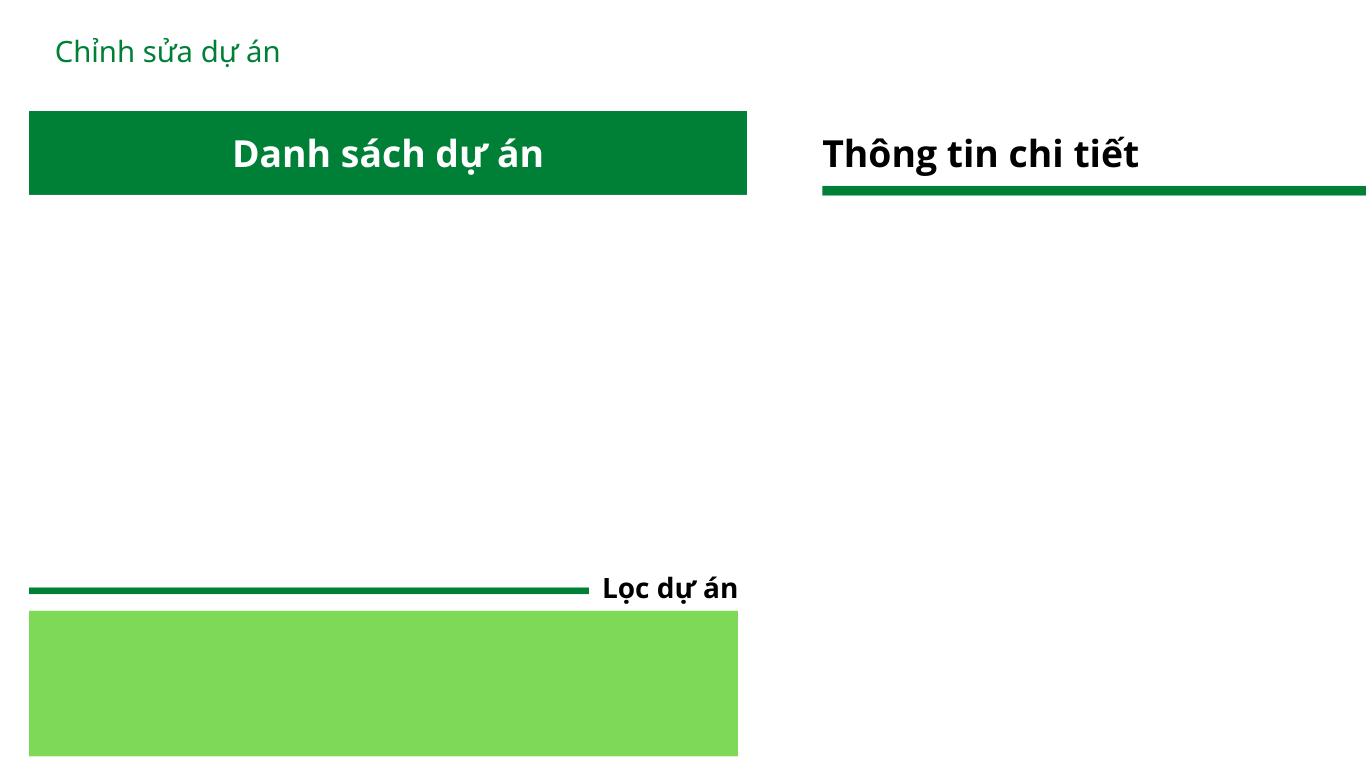 Chỉnh sửa dự án
Danh sách dự án
Thông tin chi tiết
Lọc dự án